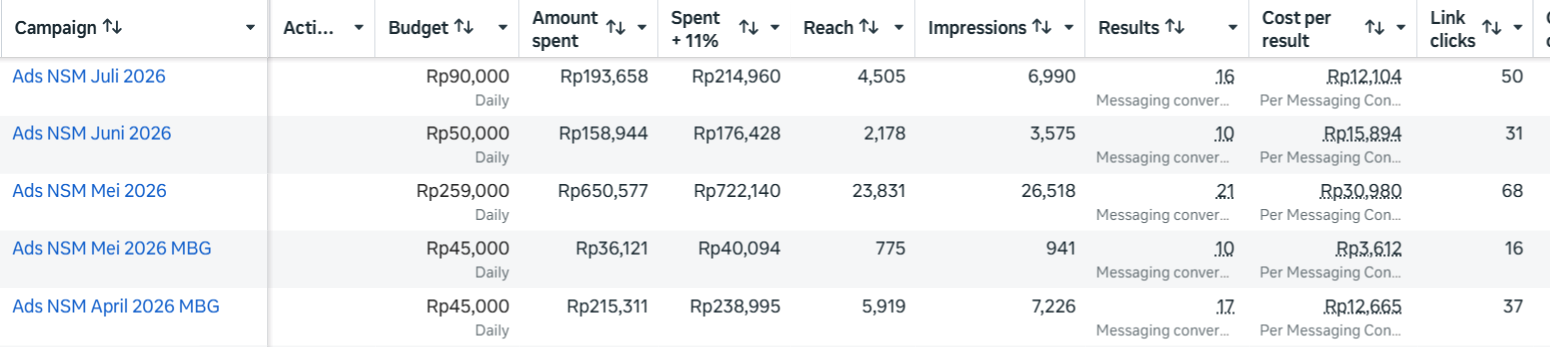 Campaign Acti... Budget Amount spent Spent + 11% Reach Impressions Results Cost per result Link clicks
Ads NSM Juli 2026 Rp90,000 Rp193,658 Rp214,960 4,505 6,990 16 Rp12,104 50
Daily Messaging conver... Per Messaging Con...
Ads NSM Juni 2026 Rp50,000 Rp158,944 Rp176,428 2,178 3,575 10 Rp15,894 31
Daily Messaging conver... Per Messaging Con...
Ads NSM Mei 2026 Rp259,000 Rp650,577 Rp722,140 23,831 26,518 21 Rp30,980 68
Daily Messaging conver... Per Messaging Con...
Ads NSM Mei 2026 MBG Rp45,000 Rp36,121 Rp40,094 775 941 10 Rp3,612 16
Daily Messaging conver... Per Messaging Con...
Ads NSM April 2026 MBG Rp45,000 Rp215,311 Rp238,995 5,919 7,226 17 Rp12,665 37
Daily Messaging conver... Per Messaging Con...